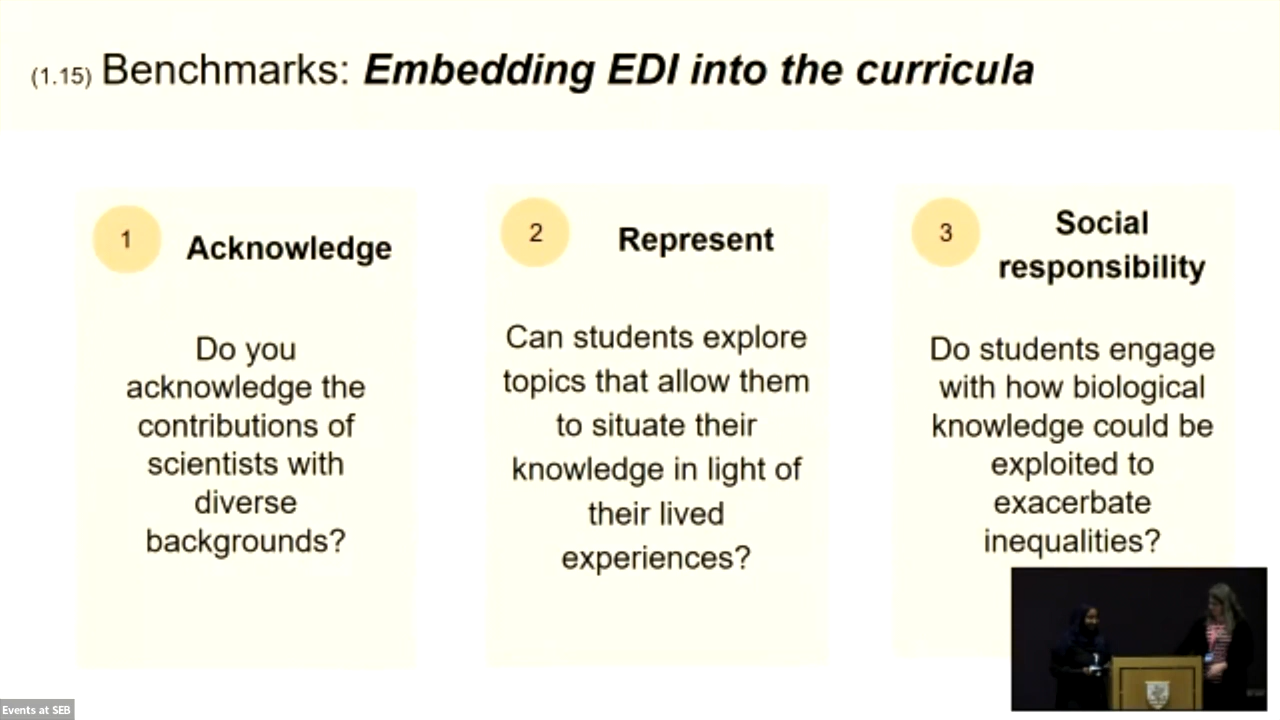 (1.15) Benchmarks: Embedding EDI into the curricula
1
Acknowledge
Do you
acknowledge the
contributions of
scientists with
diverse
backgrounds?
2
Represent
Can students explore
topics that allow them
to situate their
knowledge in light of
their lived
experiences?
3
Social
responsibility
Do students engage
with how biological
knowledge could be
exploited to
exacerbate
inequalities?
Events at SEB